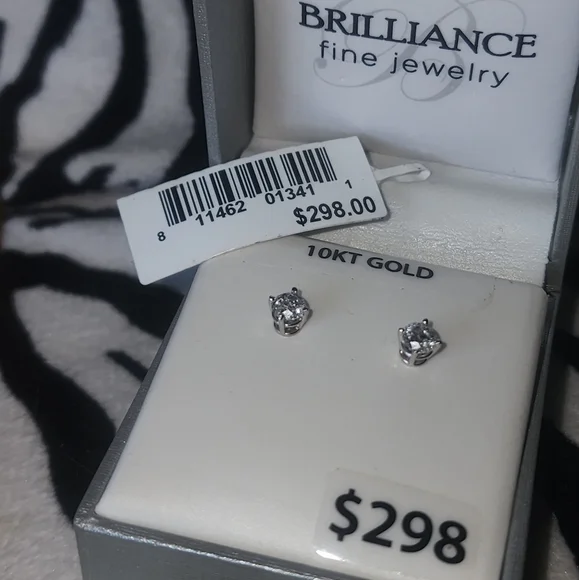 BRILLIANCE
fine jewelry
8 11462 01341 1
$298.00
10KT GOLD
$298